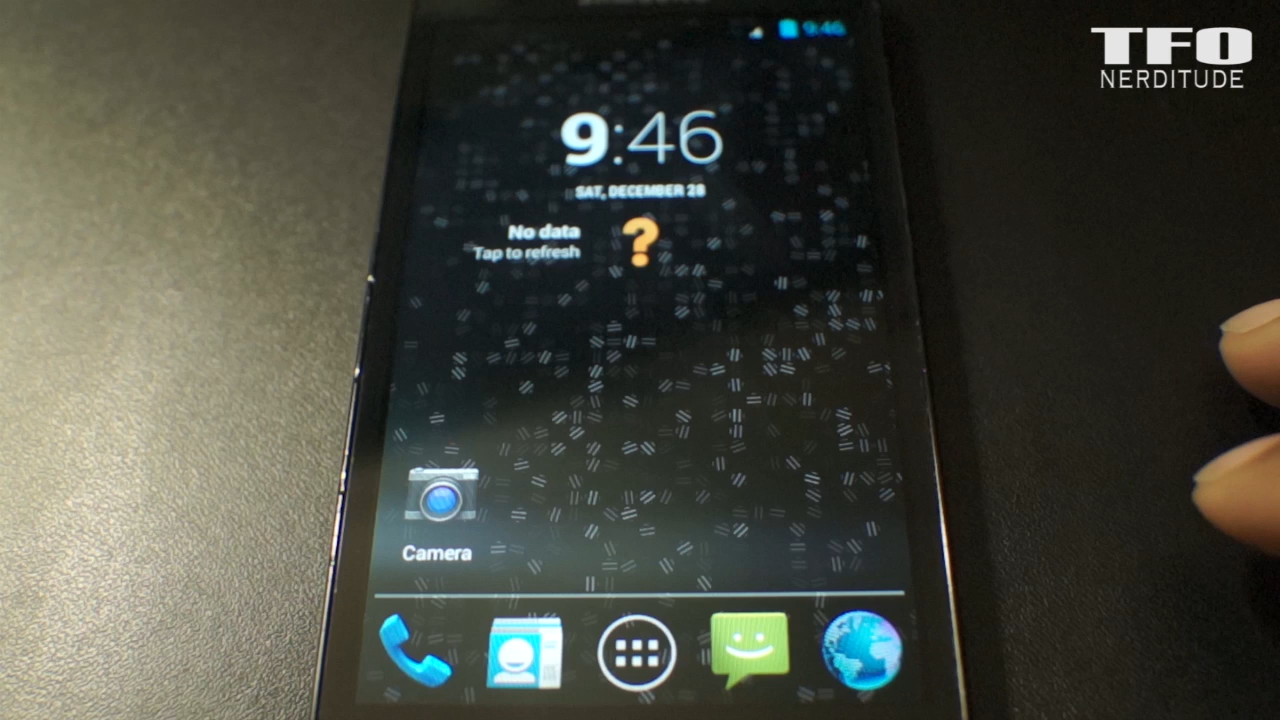 TFO
NERDITUDE
9:46
9:46
SAT, DECEMBER 28
No data
Tap to refresh
Camera